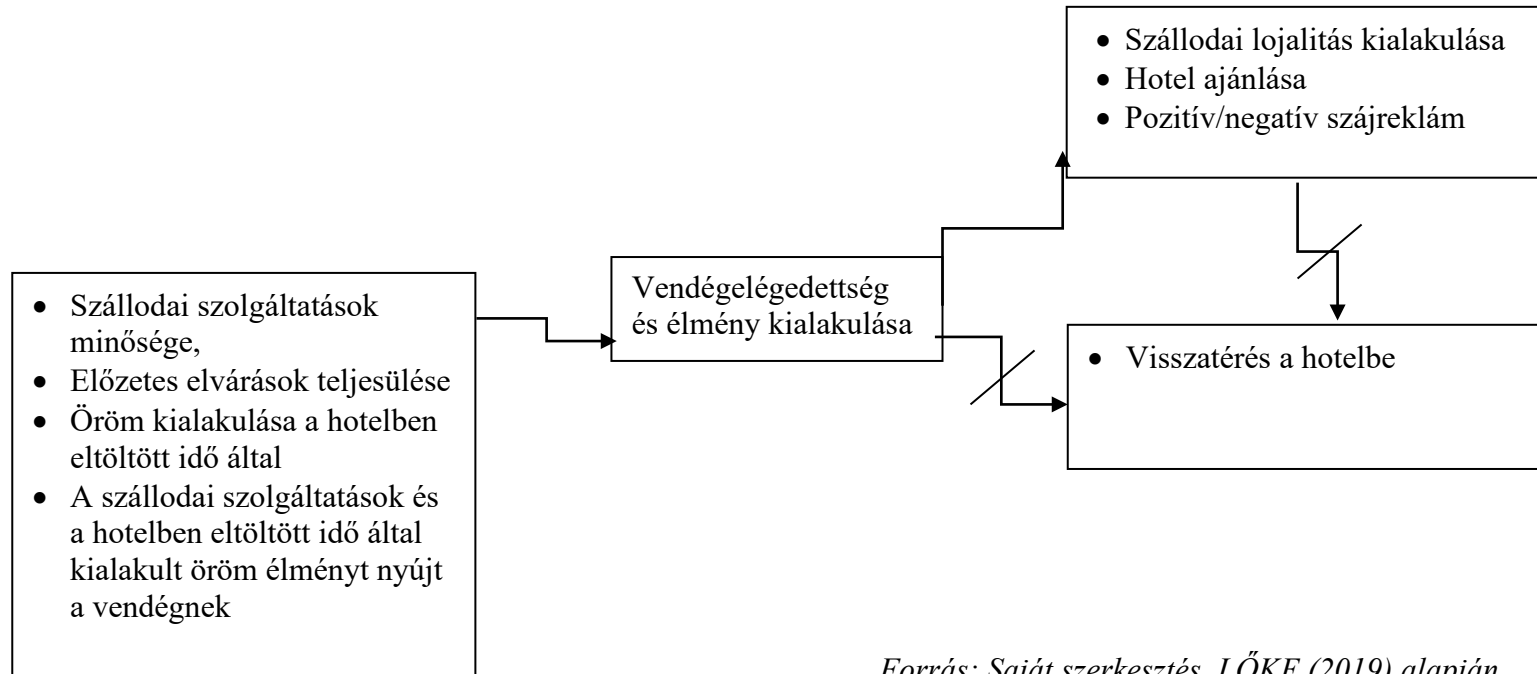 • Szállodai lojalitás kialakulása
• Hotel ajánlása
• Pozitív/negatív szájreklám
Vendégelégedettség
és élmény kialakulása
• Szállodai szolgáltatások
minősége,
• Előzetes elvárások teljesülése
• Öröm kialakulása a hotelben
eltöltött idő által
• A szállodai szolgáltatások és
a hotelben eltöltött idő által
kialakult öröm élményt nyújt
a vendégnek
• Visszatérés a hotelbe
Forrás: Saját szerkesztés, LŐKE (2019) alapján